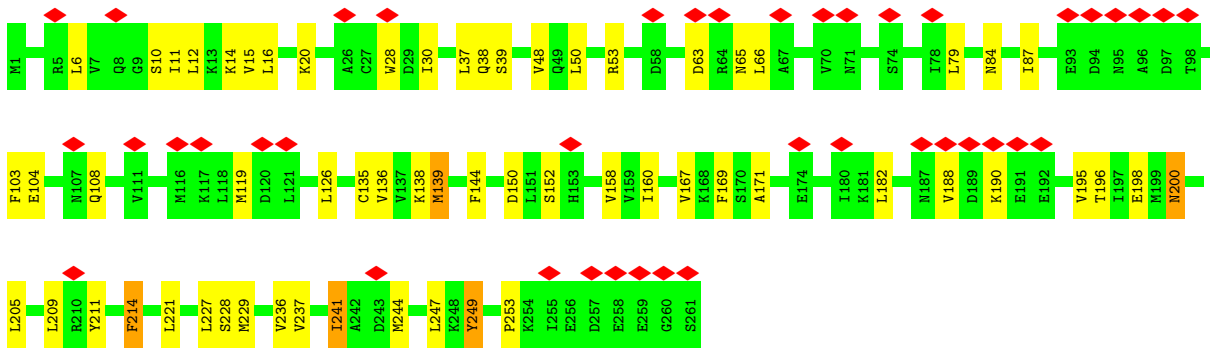 M1 R5 L6 V7 Q8 G9 S10 I11 L12 K13 K14 V15 L16 K20 A26 C27 W28 D29 I30 L37 Q38 S39 V48 Q49 L50 R53 D58 D63 R64 N65 L66 A67 V70 N71 S74 I78 L79 N84 I87 E93 D94 N95 A96 D97 T98
F103 E104 N107 Q108 V111 M116 K117 L118 M119 D120 L121 L126 C135 V136 V137 K138 M139 F144 D150 L151 S152 H153 V158 V159 I160 V167 K168 F169 S170 A171 E174 I180 K181 L182 N187 V188 D189 K190 E191 E192 V195 T196 I197 E198 M199 N200
L205 L209 R210 Y211 F214 L221 L227 S228 M229 V236 V237 I241 A242 D243 M244 L247 K248 Y249 P253 K254 I255 E256 D257 E258 E259 G260 S261